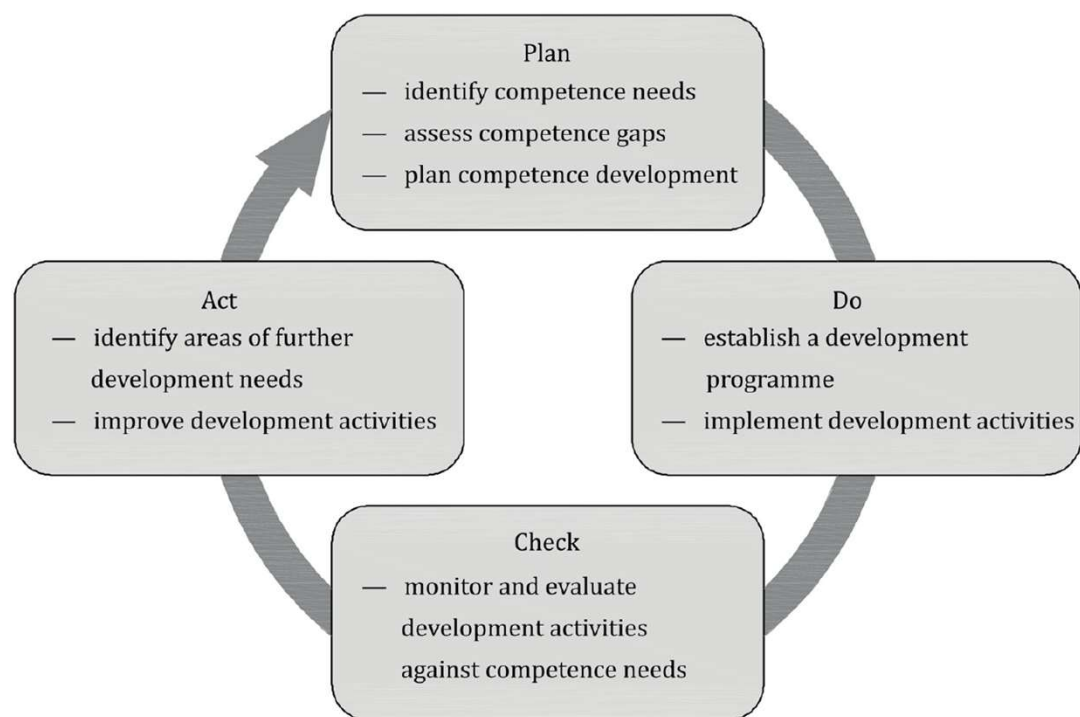 Plan
— identify competence needs
— assess competence gaps
— plan competence development
Act
— identify areas of further
development needs
— improve development activities
Do
— establish a development
programme
— implement development activities
Check
— monitor and evaluate
development activities
against competence needs